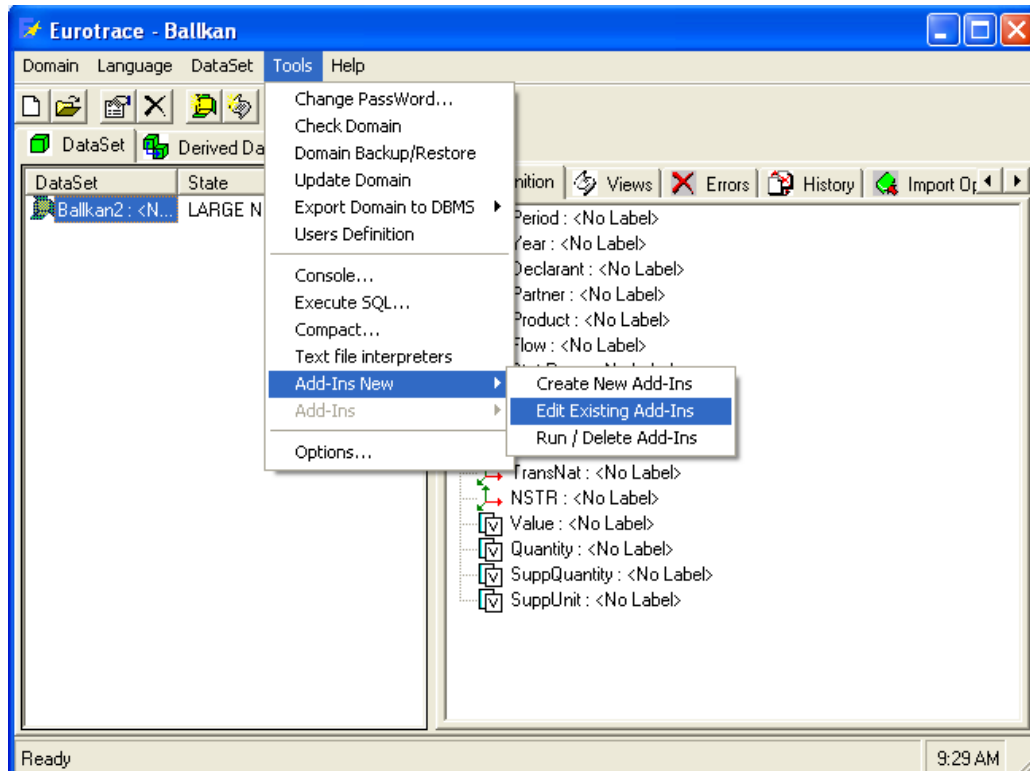 Eurotrace - Ballkan
Domain Language DataSet Tools Help
Change PassWord...
Check Domain
Domain Backup/Restore
Update Domain
Export Domain to DBMS
Users Definition
Console...
Execute SQL...
Compact...
Text file interpreters
Add-Ins New
Add-Ins
Options...
Create New Add-Ins
Edit Existing Add-Ins
Run / Delete Add-Ins
DataSet Derived Da
DataSet State
Ballkan2 : <N... LARGE N
nition Views Errors History Import Op
Period : <No Label>
Year : <No Label>
Declarant : <No Label>
Partner : <No Label>
Product : <No Label>
Flow : <No Label>
TransNat : <No Label>
NSTR : <No Label>
Value : <No Label>
Quantity : <No Label>
SuppQuantity : <No Label>
SuppUnit : <No Label>
Ready 9:29 AM